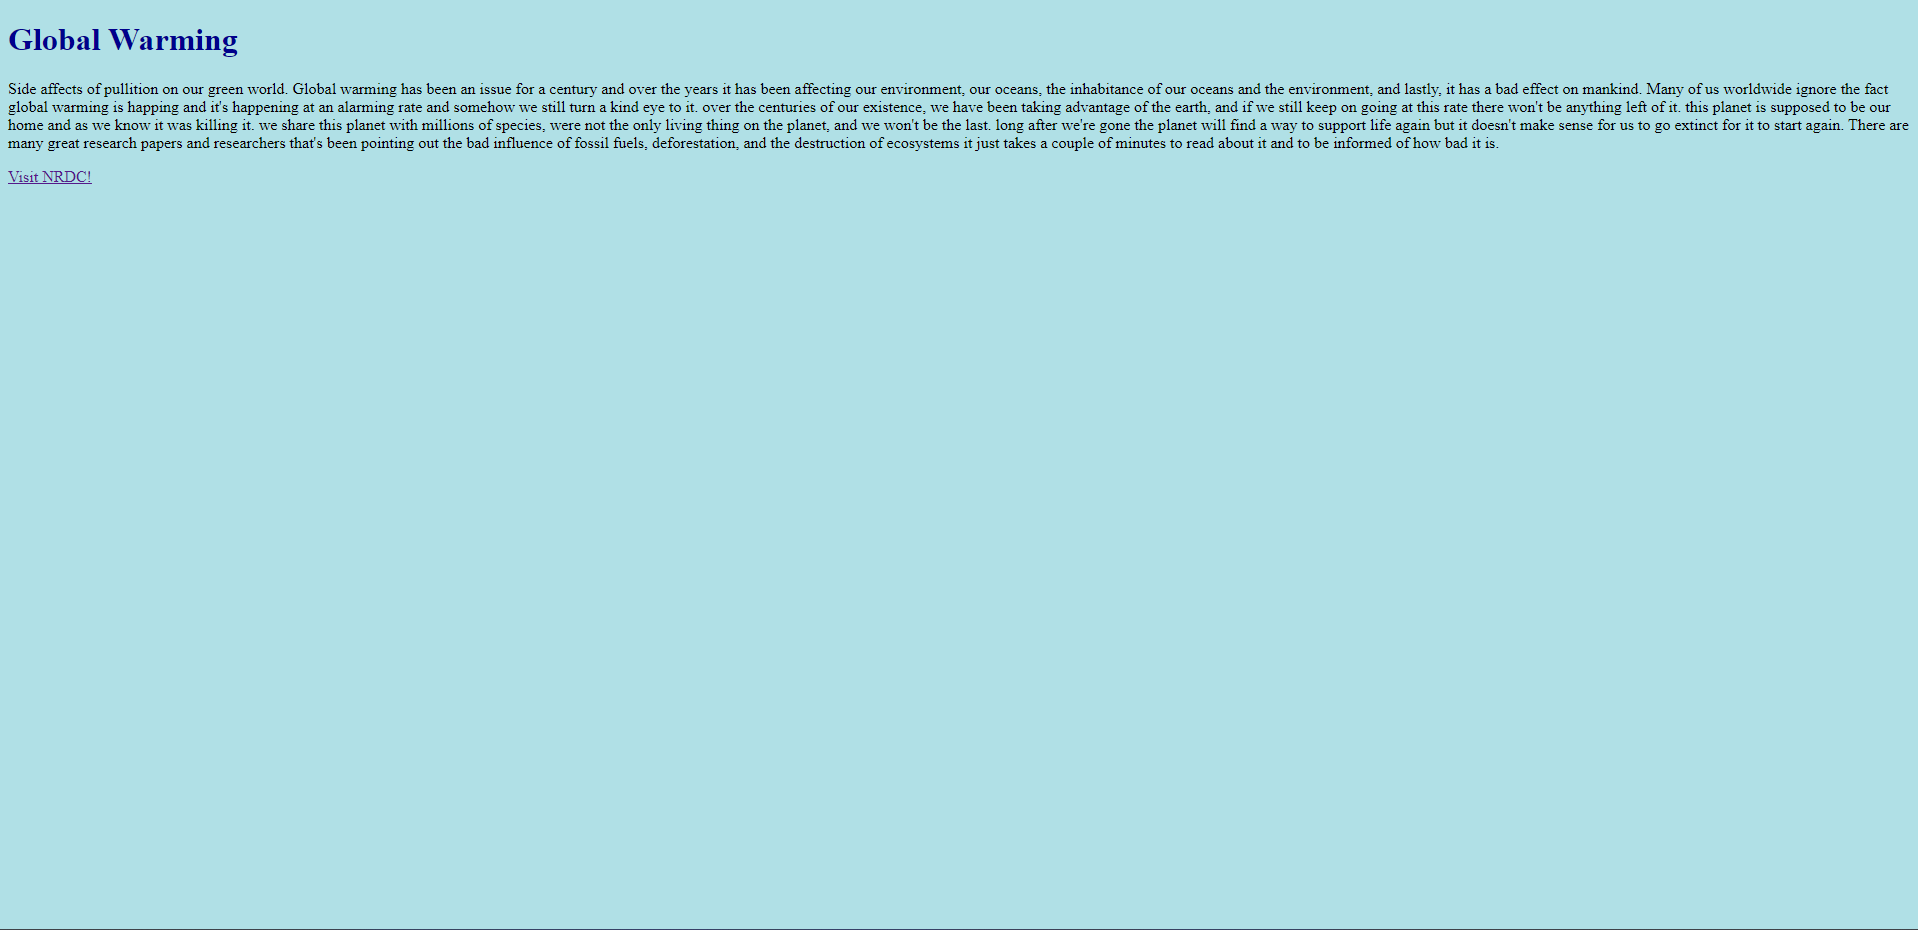 Global Warming
Side affects of pullition on our green world. Global warming has been an issue for a century and over the years it has been affecting our environment, our oceans, the inhabitance of our oceans and the environment, and lastly, it has a bad effect on mankind. Many of us worldwide ignore the fact
global warming is happing and it's happening at an alarming rate and somehow we still turn a kind eye to it. over the centuries of our existence, we have been taking advantage of the earth, and if we still keep on going at this rate there won't be anything left of it. this planet is supposed to be our
home and as we know it was killing it. we share this planet with millions of species, were not the only living thing on the planet, and we won't be the last. long after we're gone the planet will find a way to support life again but it doesn't make sense for us to go extinct for it to start again. There are
many great research papers and researchers that's been pointing out the bad influence of fossil fuels, deforestation, and the destruction of ecosystems it just takes a couple of minutes to read about it and to be informed of how bad it is.
Visit NRDC!